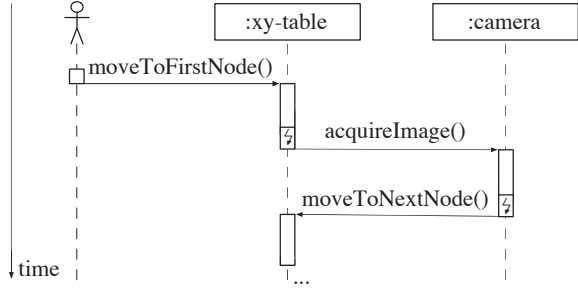 :xy-table
:camera
moveToFirstNode()
acquireImage()
moveToNextNode()
time
...